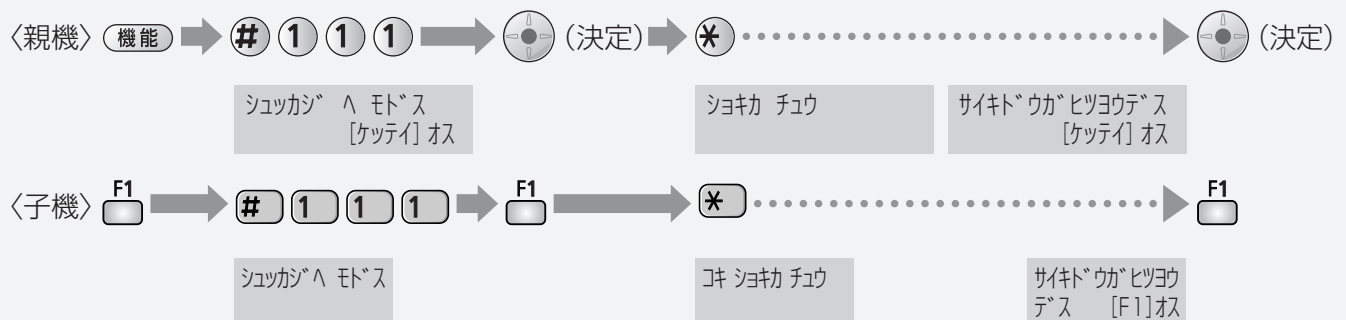 〈親機〉 機能 # 1 1 1 (決定) * (決定)
シュッカジﾞ ヘ モドﾞス
[ケッテイ] オス
ショキカ チュウ
サイキドﾞウガﾞヒツヨウデﾞス
[ケッテイ] オス
〈子機〉 F1 # 1 1 1 F1 * F1
シュッカジﾞヘ モドﾞス
コキ ショキカ チュウ
サイキドﾞウガﾞヒツヨウ
デﾞス [F1]オス